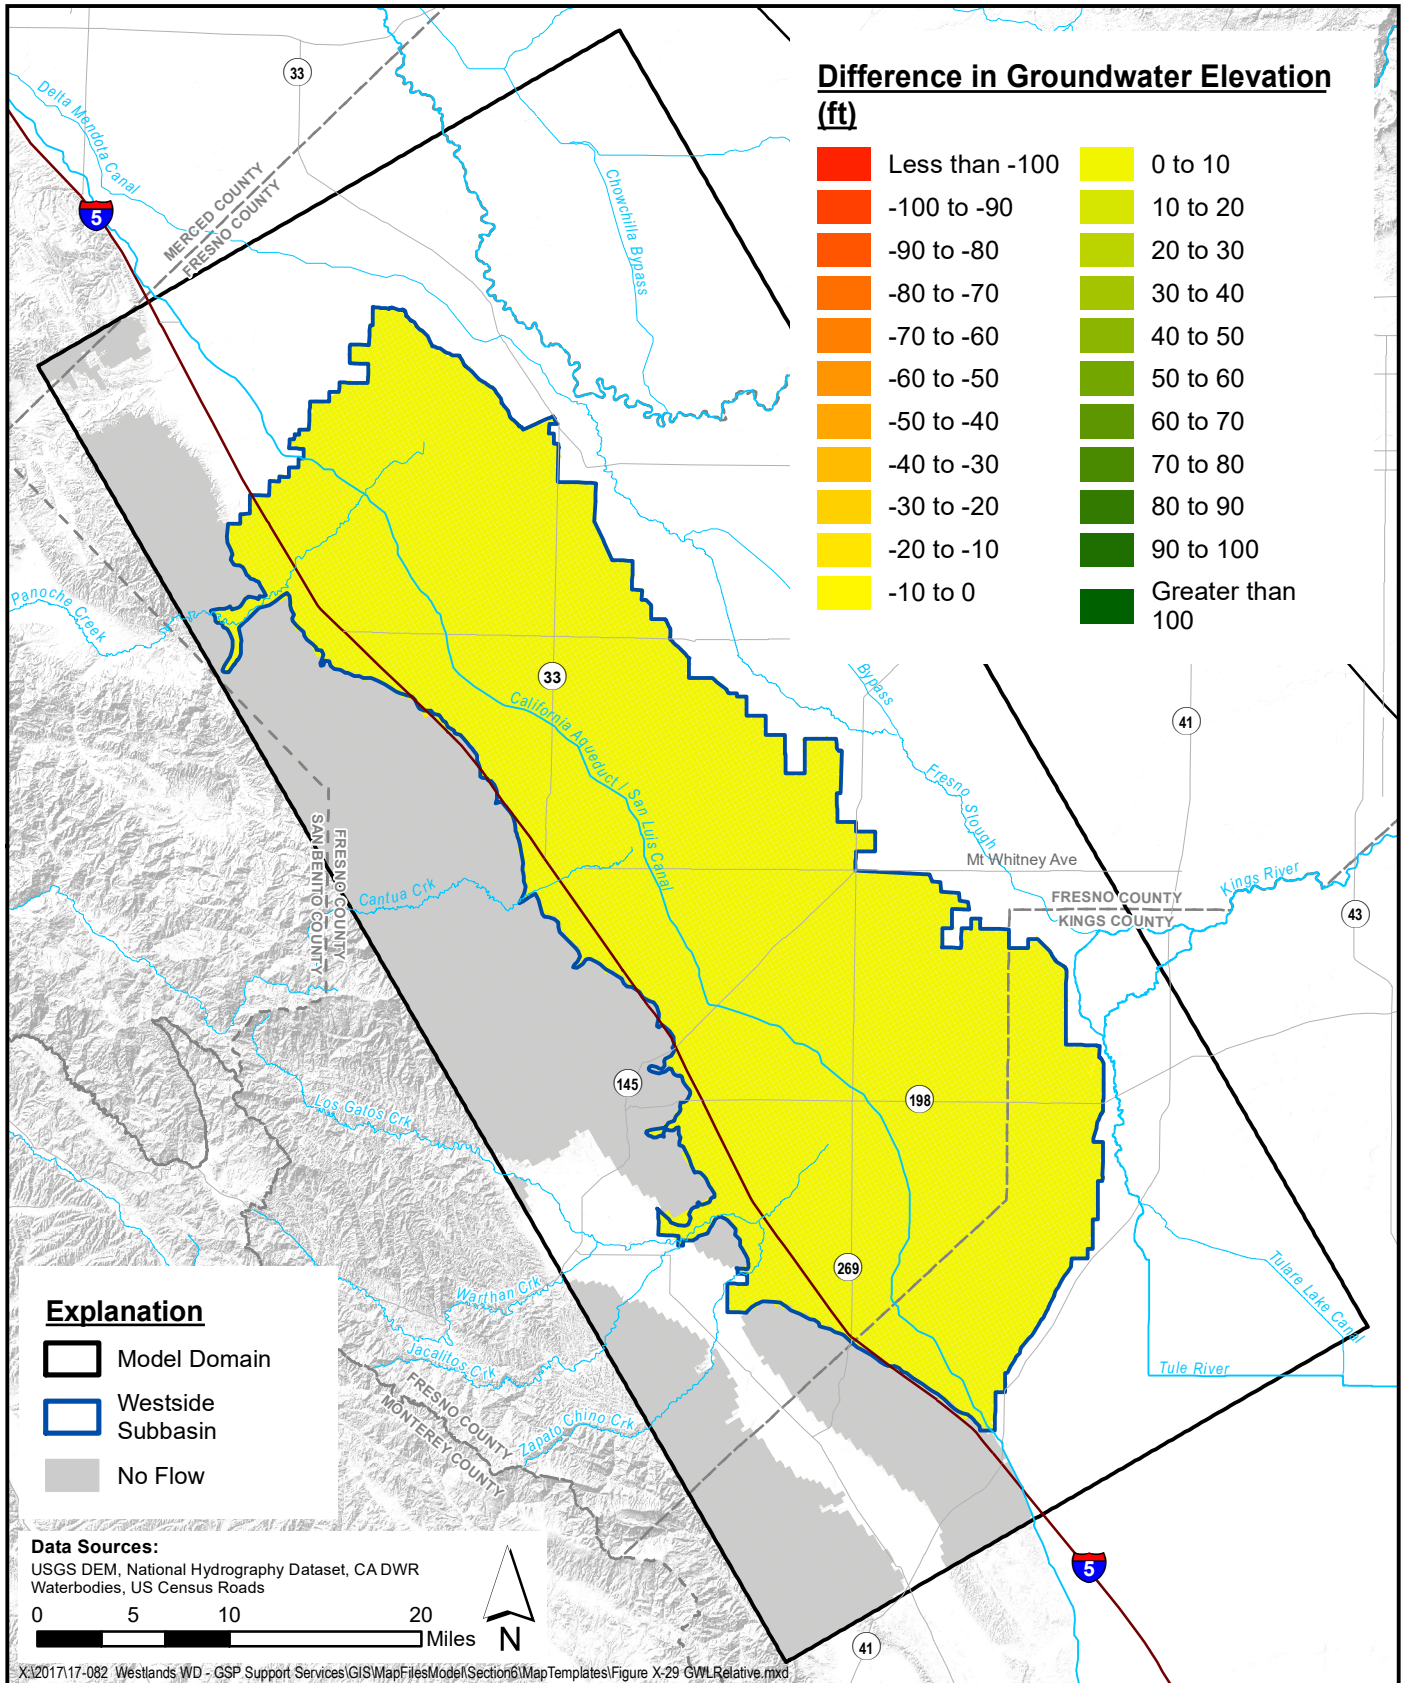 Difference in Groundwater Elevation
(ft)
Less than -100
-100 to -90
-90 to -80
-80 to -70
-70 to -60
-60 to -50
-50 to -40
-40 to -30
-30 to -20
-20 to -10
-10 to 0
0 to 10
10 to 20
20 to 30
30 to 40
40 to 50
50 to 60
60 to 70
70 to 80
80 to 90
90 to 100
Greater than
100
33
Delta Mendota Canal
5
MERCED COUNTY
FRESNO COUNTY
Chowchilla Bypass
Panoche Creek
33
California Aqueduct / San Luis Canal
Bypass
41
Fresno Slough
Mt Whitney Ave
Kings River
FRESNO COUNTY
KINGS COUNTY
43
SAN BENITO COUNTY
FRESNO COUNTY
Cantua Crk
145
198
Los Gatos Crk
269
Warthan Crk
Tulare Lake Canal
Jacalitos Crk
Tule River
FRESNO COUNTY
MONTEREY COUNTY
Zapato Chino Crk
5
41
Explanation
Model Domain
Westside
Subbasin
No Flow
Data Sources:
USGS DEM, National Hydrography Dataset, CA DWR
Waterbodies, US Census Roads
0 5 10 20
Miles
N
X:\2017\17-082 Westlands WD - GSP Support Services\GIS\MapFilesModel\Section6\MapTemplates\Figure X-29 GWLRelative.mxd